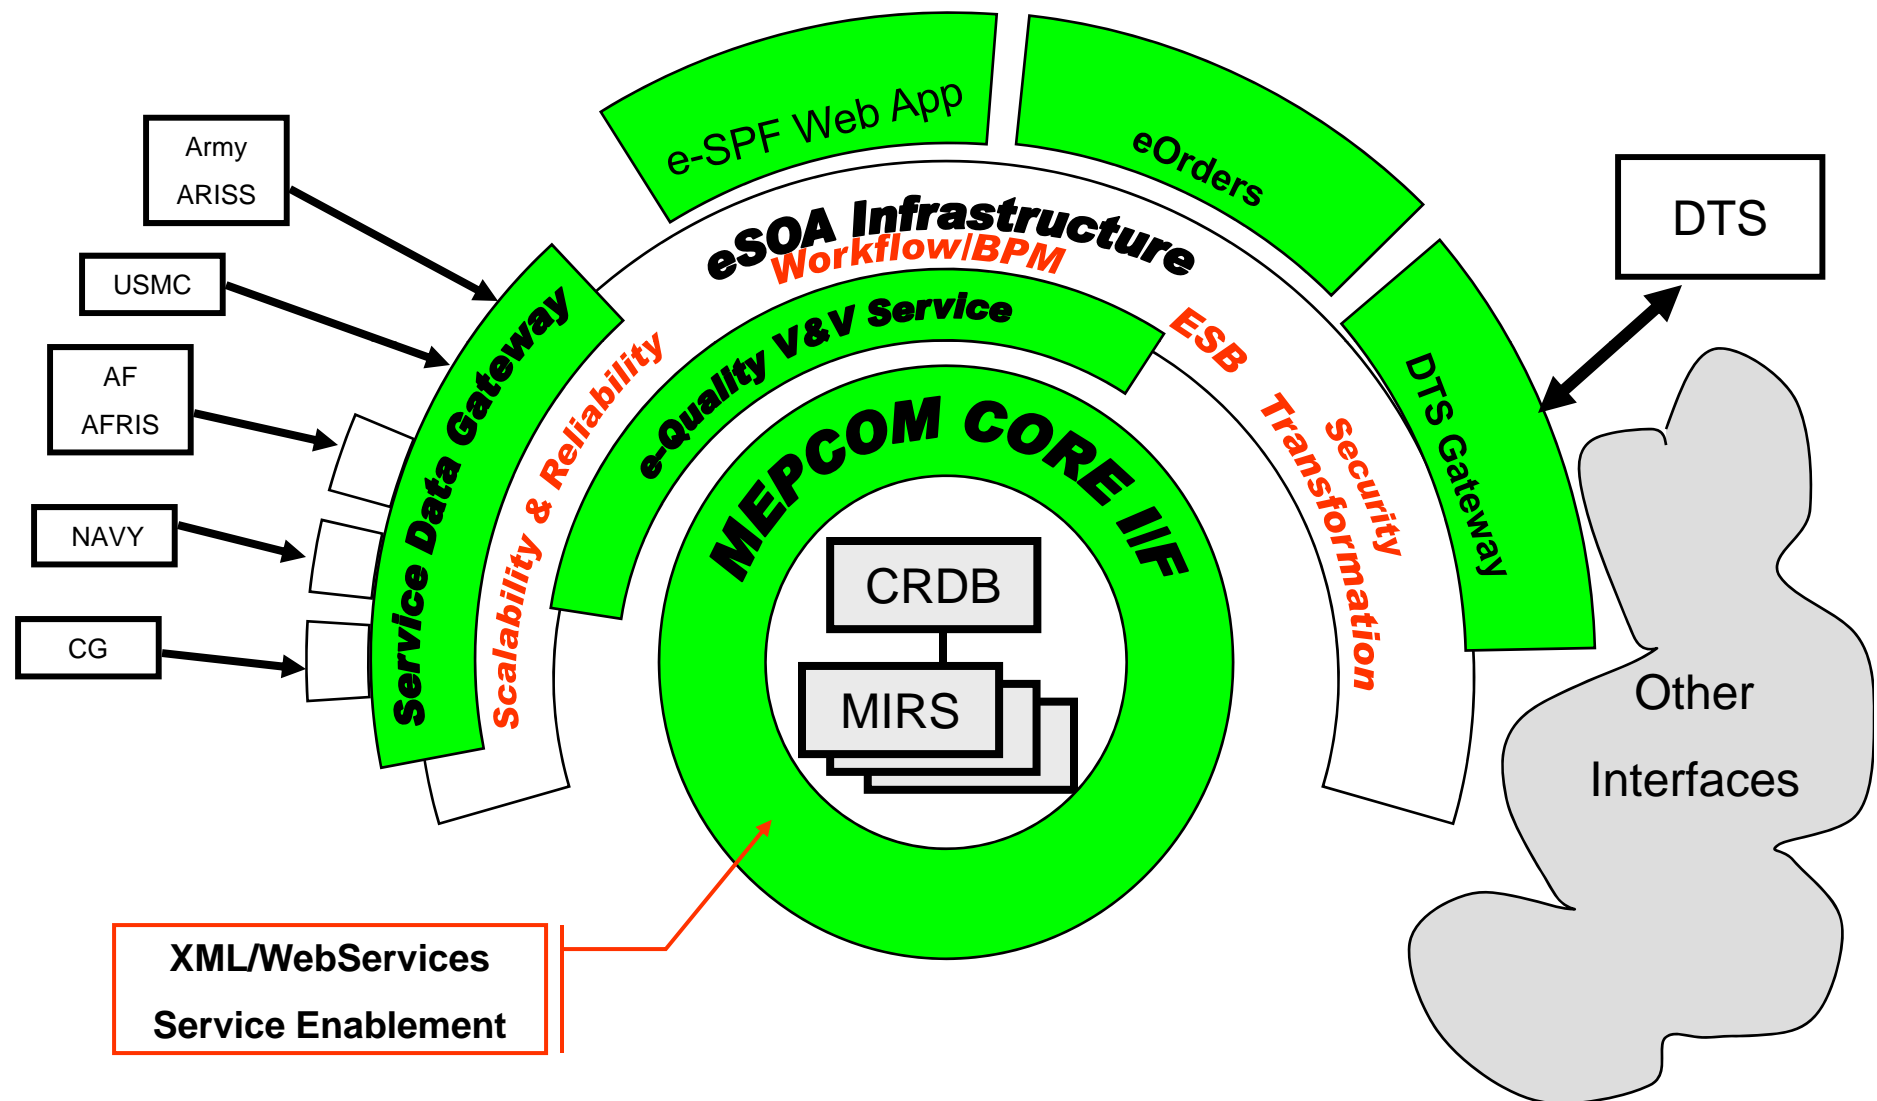 e-SPF Web App
eOrders
Army
ARISS
DTS
eSOA Infrastructure
Workflow/BPM
USMC
Service Data Gateway
Scalability & Reliability
e-Quality V&V Service
ESB
Transformation
Security
DTS Gateway
AF
AFRIS
MEPCOM CORE I/F
NAVY
CRDB
CG
MIRS
Other
Interfaces
XML/WebServices
Service Enablement